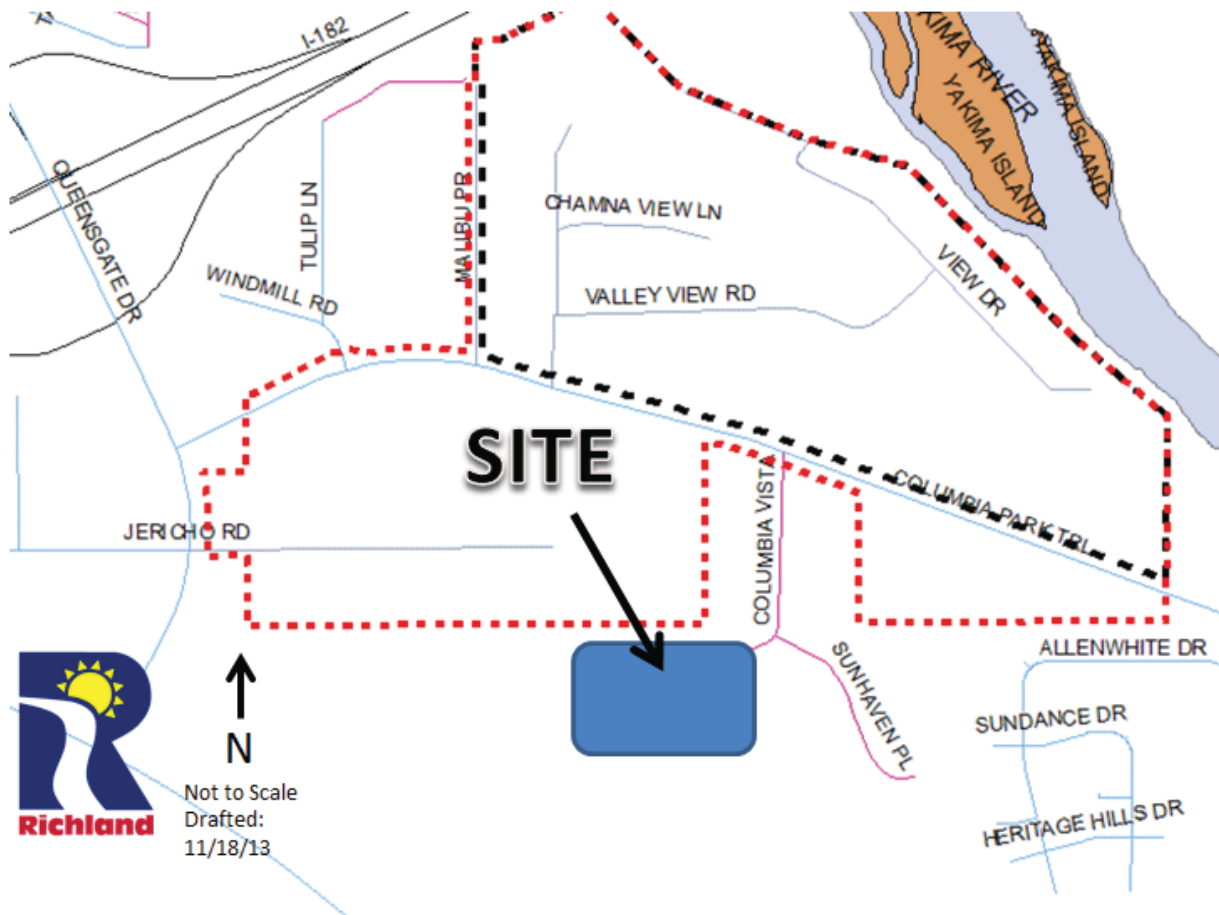 I-182
YAKIMA RIVER
YAKIMA ISLAND
YAKIMA ISLAND
QUEENSGATE DR
TULIP LN
MALIBU PR
CHAMNA VIEW LN
WINDMILL RD
VALLEY VIEW RD
VIEW DR
SITE
COLUMBIA VISTA
COLUMBIA PARK TRL
JERICHO RD
ALLENWHITE DR
SUNHAVEN PL
SUNDANCE DR
HERITAGE HILLS DR
N
Not to Scale
Drafted:
11/18/13
Richland